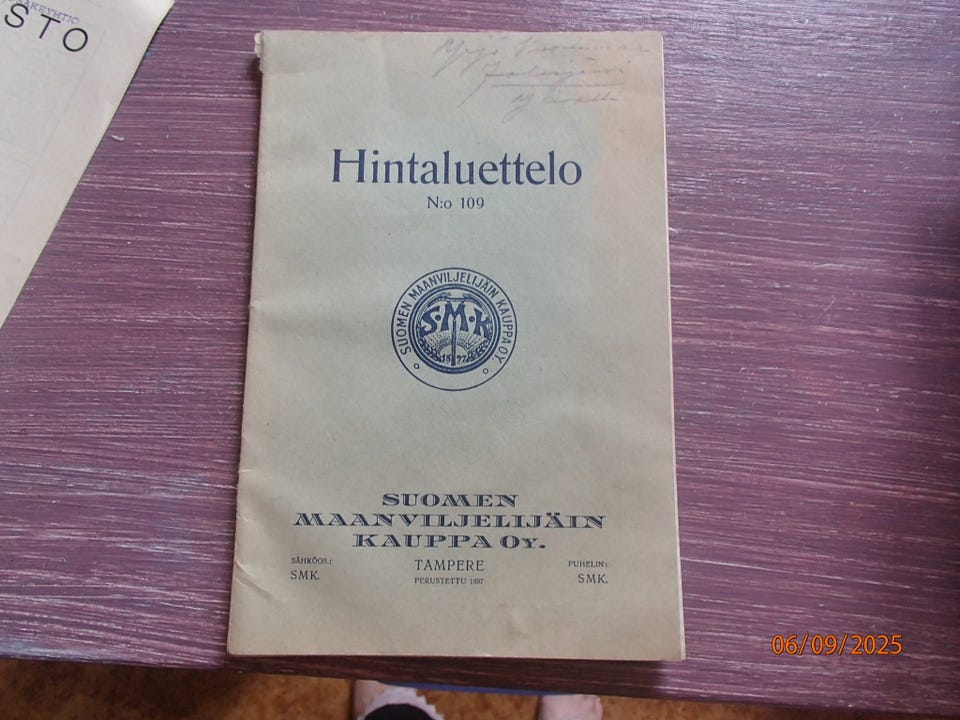 STO
Hintaluettelo
N:o 109
SUOMEN MAANVILJELIJÄIN KAUPPA OY.
S·M·K
1897
SUOMEN
MAANVILJELIJÄIN
KAUPPA OY.
SÄHKÖOS.:
SMK.
TAMPERE
PERUSTETTU 1897
PUHELIN:
SMK.
06/09/2025